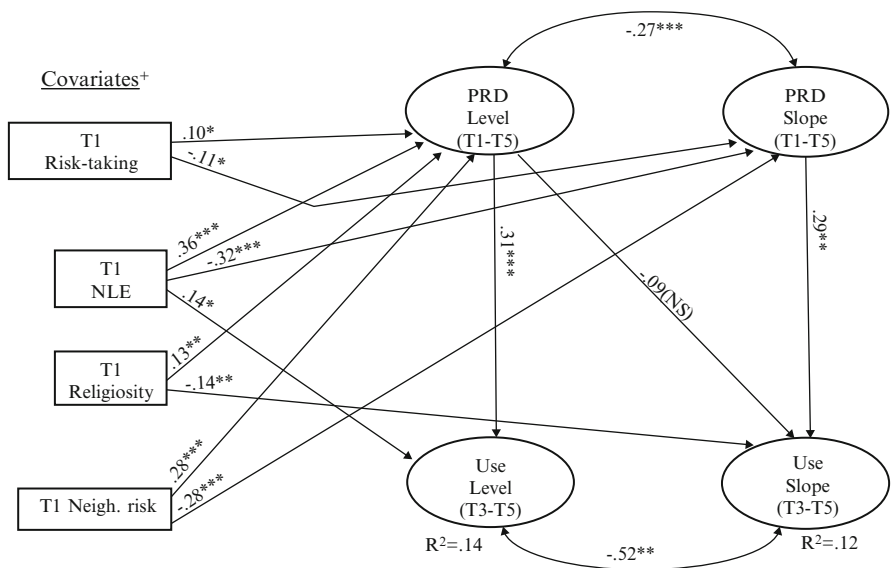 Covariates+
T1
Risk-taking
T1
NLE
T1
Religiosity
T1 Neigh. risk
PRD
Level
(T1-T5)
PRD
Slope
(T1-T5)
Use
Level
(T3-T5)
Use
Slope
(T3-T5)
-.27***
.10*
-.11*
.36***
-.32***
.14*
.13**
-.14**
.28***
-.28***
.31***
-.09(NS)
.29**
R²=.14
-.52**
R²=.12